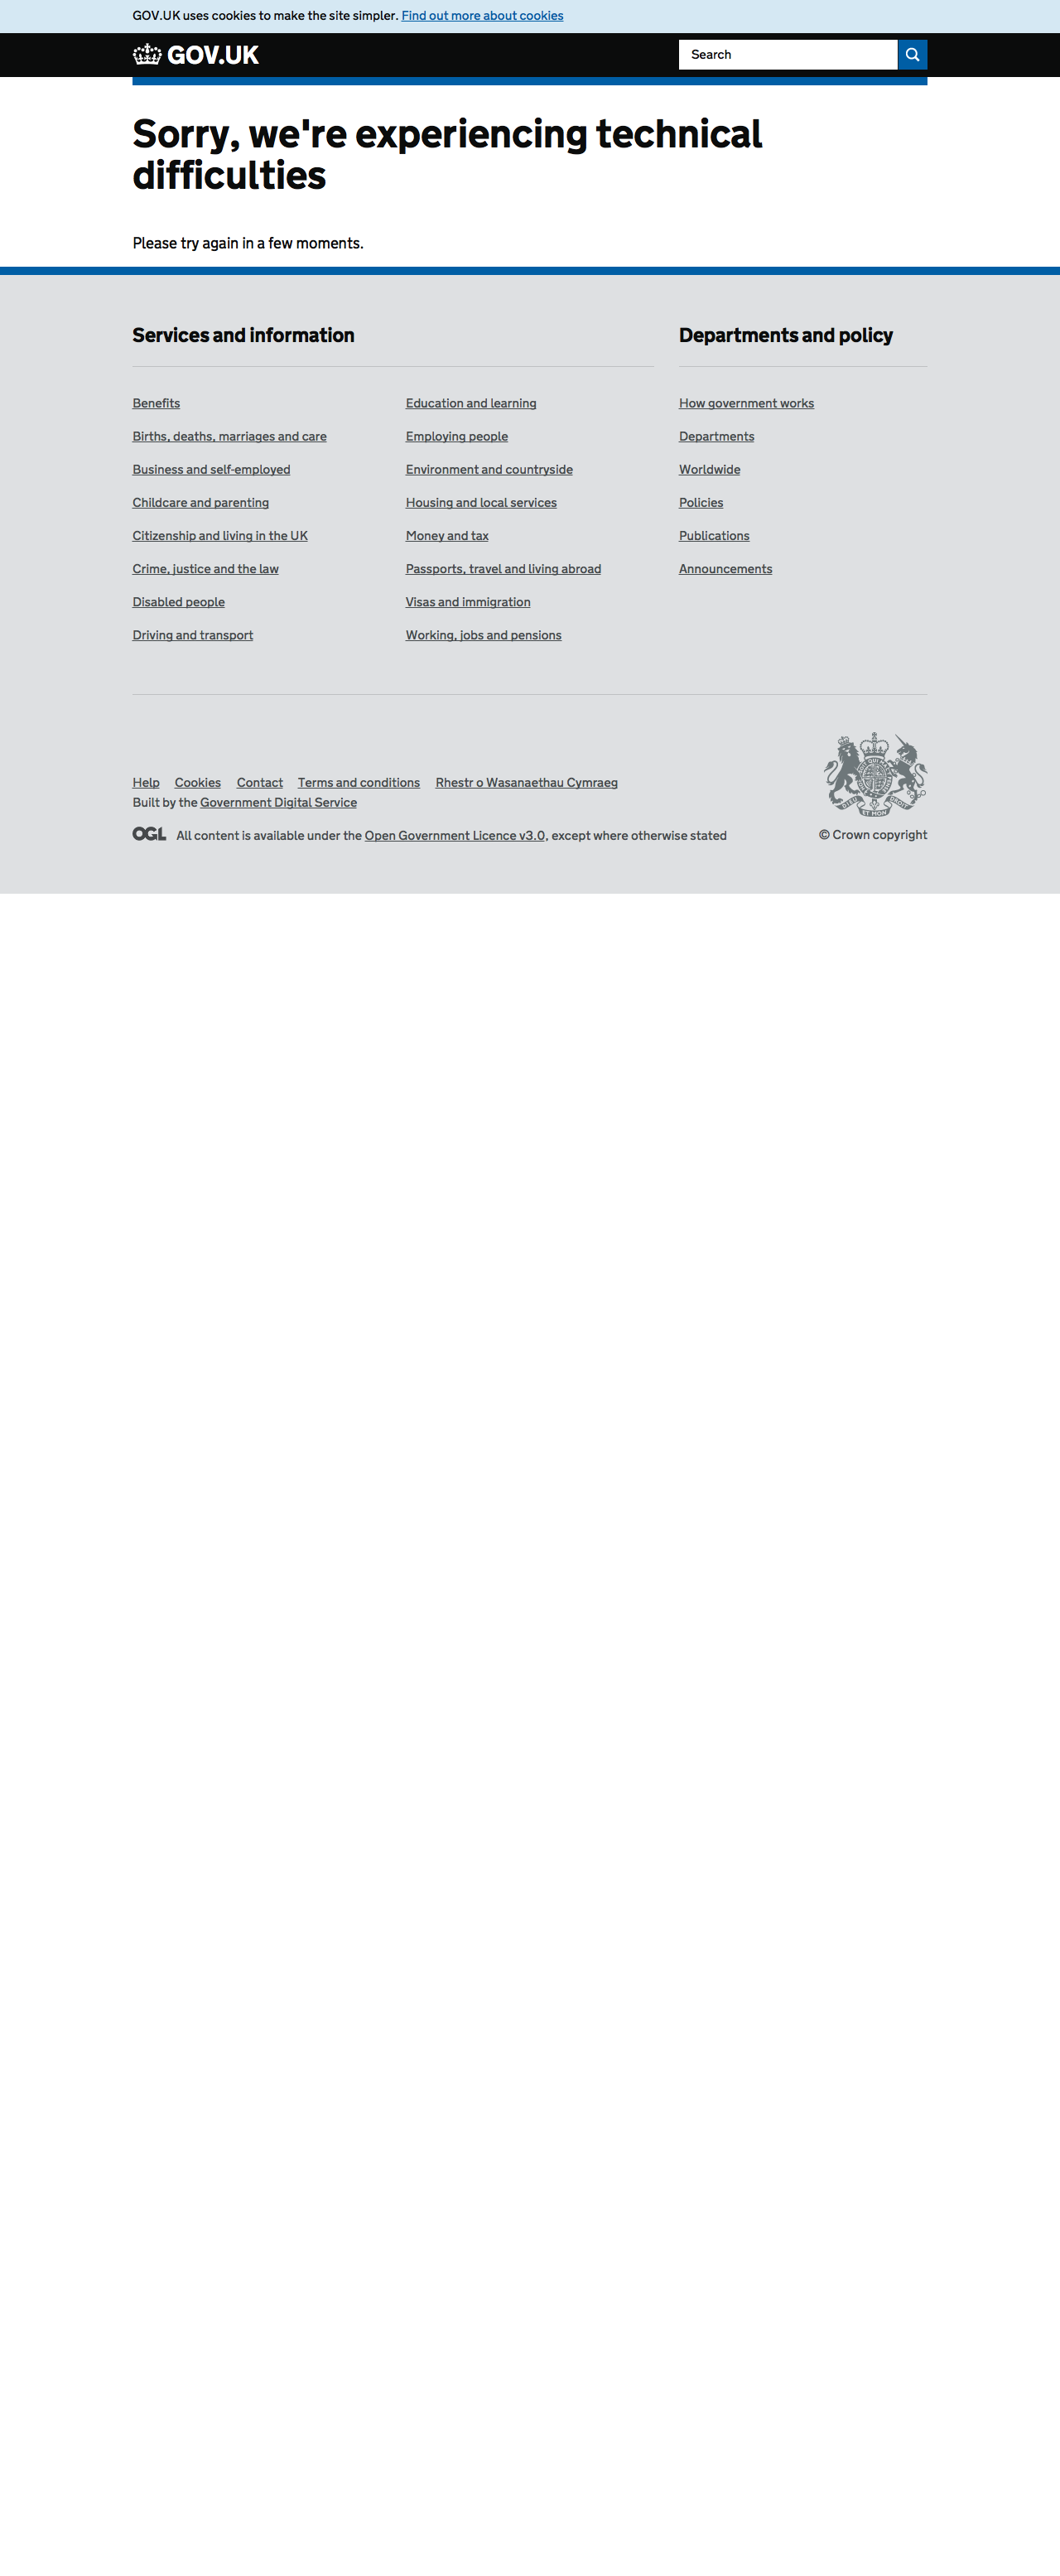 GOV.UK uses cookies to make the site simpler. Find out more about cookies
GOV.UK
Search
Sorry, we're experiencing technical
difficulties
Please try again in a few moments.
Services and information
Benefits
Births, deaths, marriages and care
Business and self-employed
Childcare and parenting
Citizenship and living in the UK
Crime, justice and the law
Disabled people
Driving and transport
Education and learning
Employing people
Environment and countryside
Housing and local services
Money and tax
Passports, travel and living abroad
Visas and immigration
Working, jobs and pensions
Departments and policy
How government works
Departments
Worldwide
Policies
Publications
Announcements
Help Cookies Contact Terms and conditions Rhestr o Wasanaethau Cymraeg
Built by the Government Digital Service
OGL All content is available under the Open Government Licence v3.0, except where otherwise stated
© Crown copyright